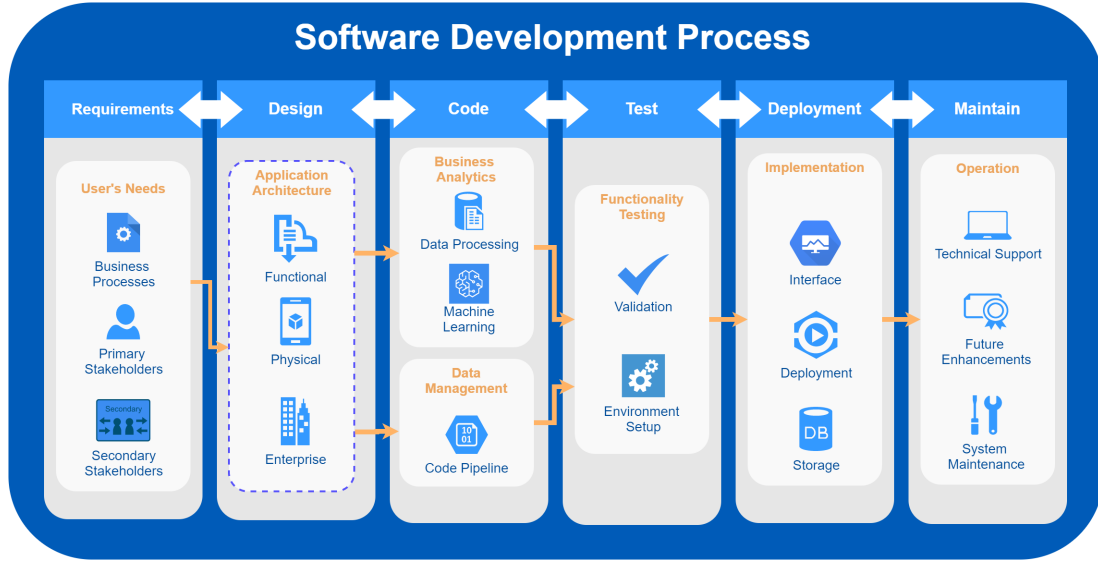 Software Development Process
Requirements
Design
Code
Test
Deployment
Maintain
User's Needs
Business
Processes
Primary
Stakeholders
Secondary
Secondary
Stakeholders
Application
Architecture
Functional
Physical
Enterprise
Business
Analytics
Data Processing
Machine
Learning
Data
Management
10
01
Code Pipeline
Functionality
Testing
Validation
Environment
Setup
Implementation
Interface
Deployment
DB
Storage
Operation
Technical Support
Future
Enhancements
System
Maintenance